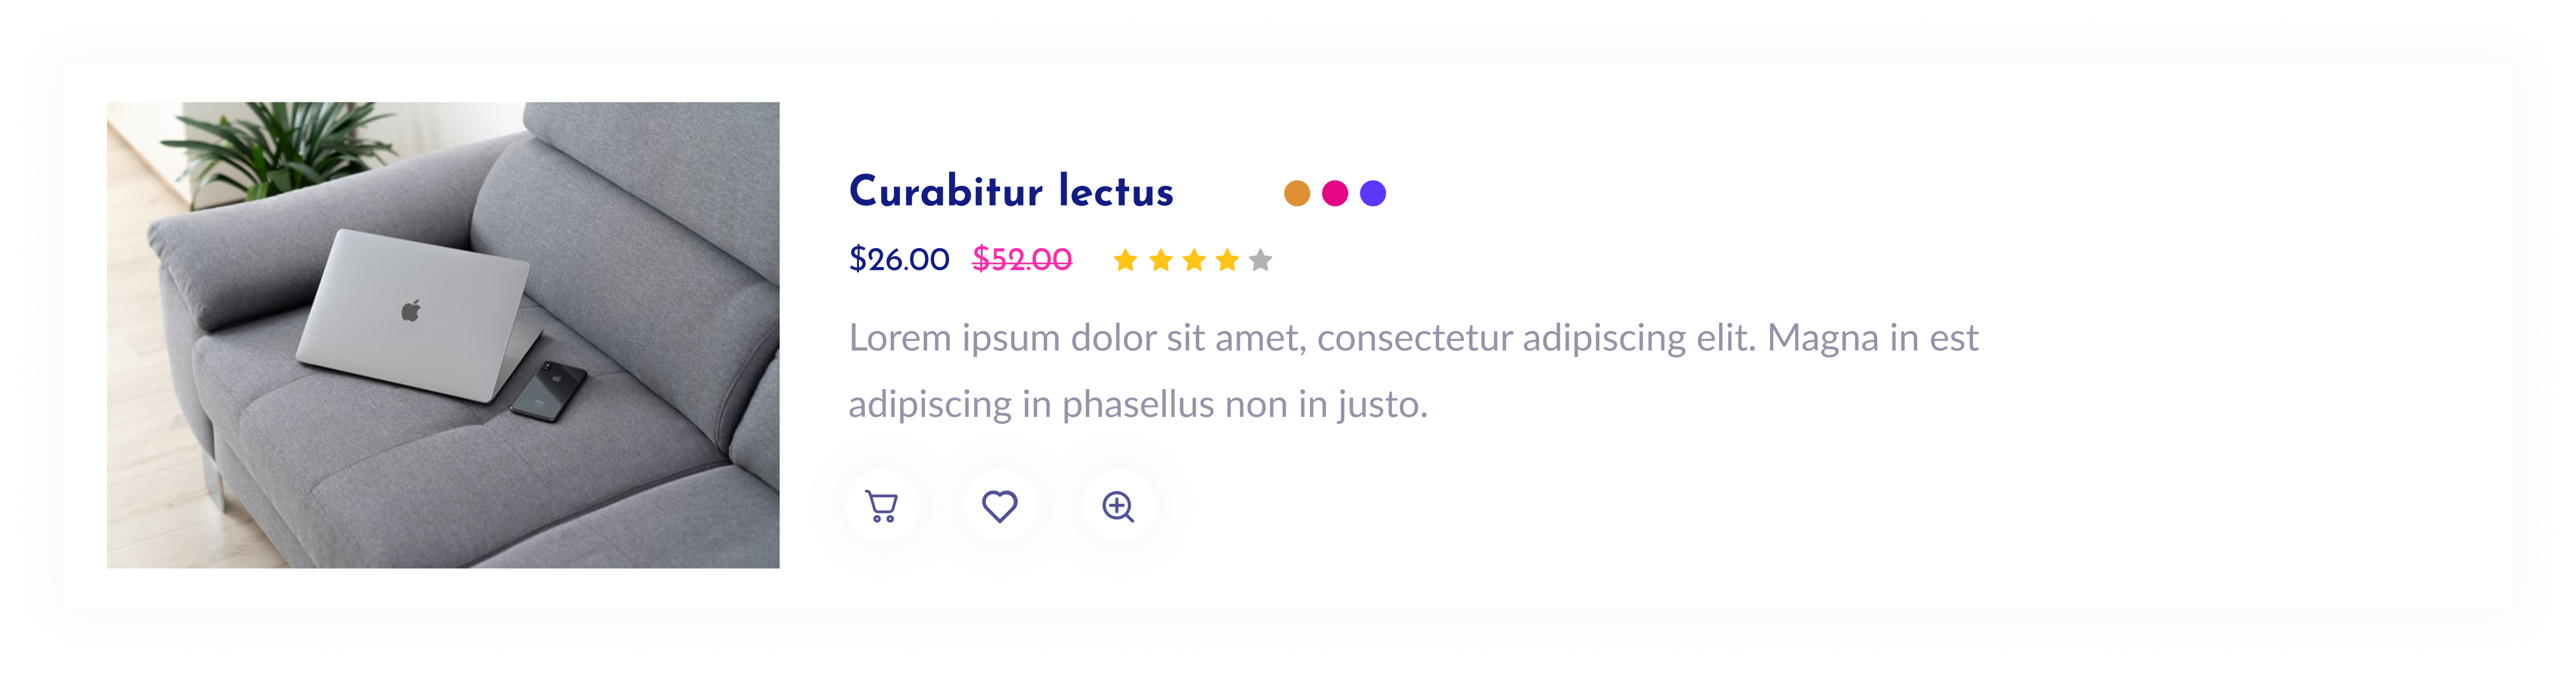 Curabitur lectus
$26.00 $52.00
Lorem ipsum dolor sit amet, consectetur adipiscing elit. Magna in est
adipiscing in phasellus non in justo.